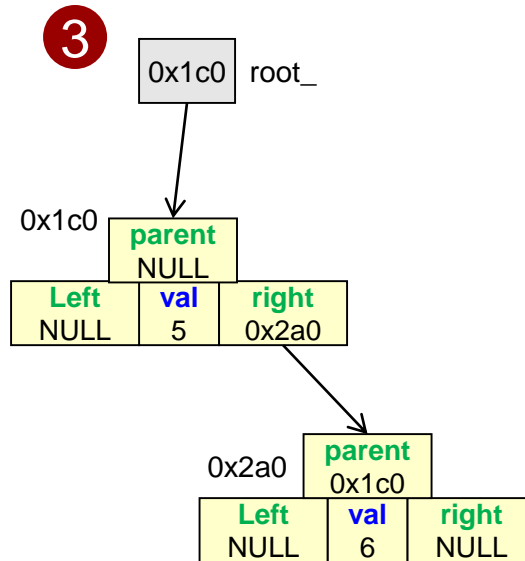 3
0x1c0 root_
0x1c0
parent
NULL
Left val right
NULL 5 0x2a0
0x2a0
parent
0x1c0
Left val right
NULL 6 NULL